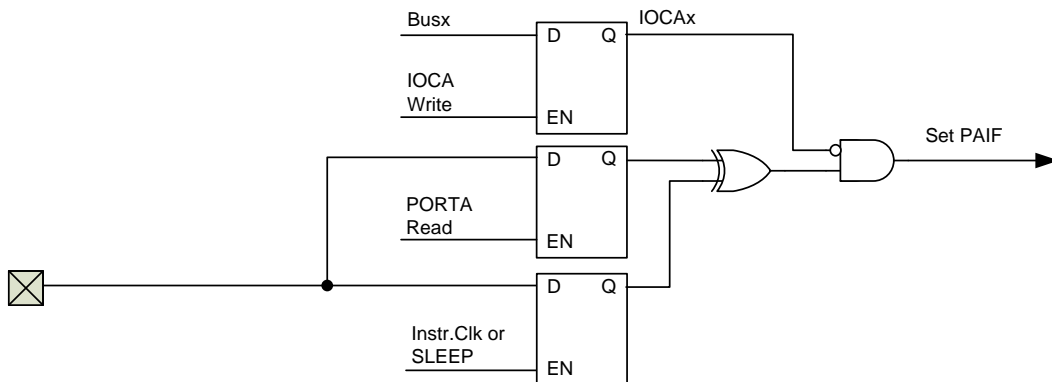 Busx
IOCAx
D
Q
IOCA
Write
EN
Set PAIF
D
Q
PORTA
Read
EN
D
Q
Instr.Clk or
SLEEP
EN